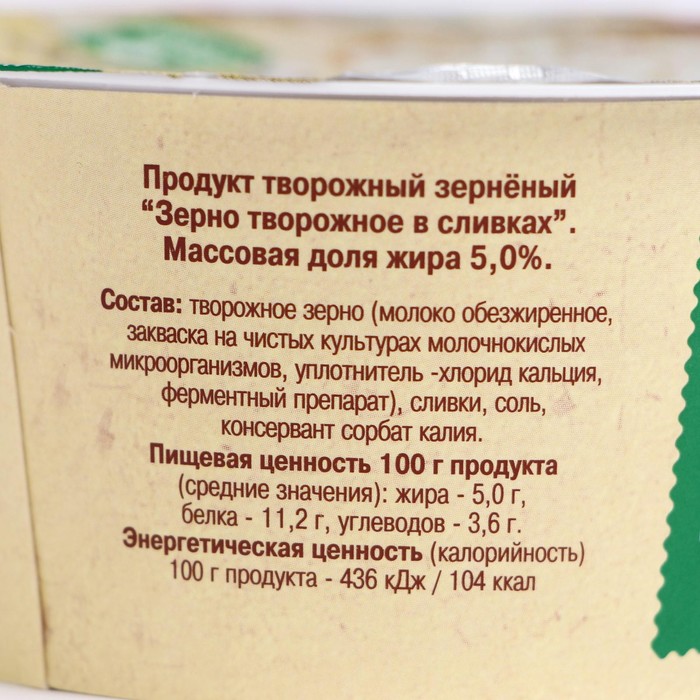 Продукт творожный зернёный
“Зерно творожное в сливках”.
Массовая доля жира 5,0%.
Состав: творожное зерно (молоко обезжиренное,
закваска на чистых культурах молочнокислых
микроорганизмов, уплотнитель -хлорид кальция,
ферментный препарат), сливки, соль,
консервант сорбат калия.
Пищевая ценность 100 г продукта
(средние значения): жира - 5,0 г,
белка - 11,2 г, углеводов - 3,6 г.
Энергетическая ценность (калорийность)
100 г продукта - 436 кДж / 104 ккал